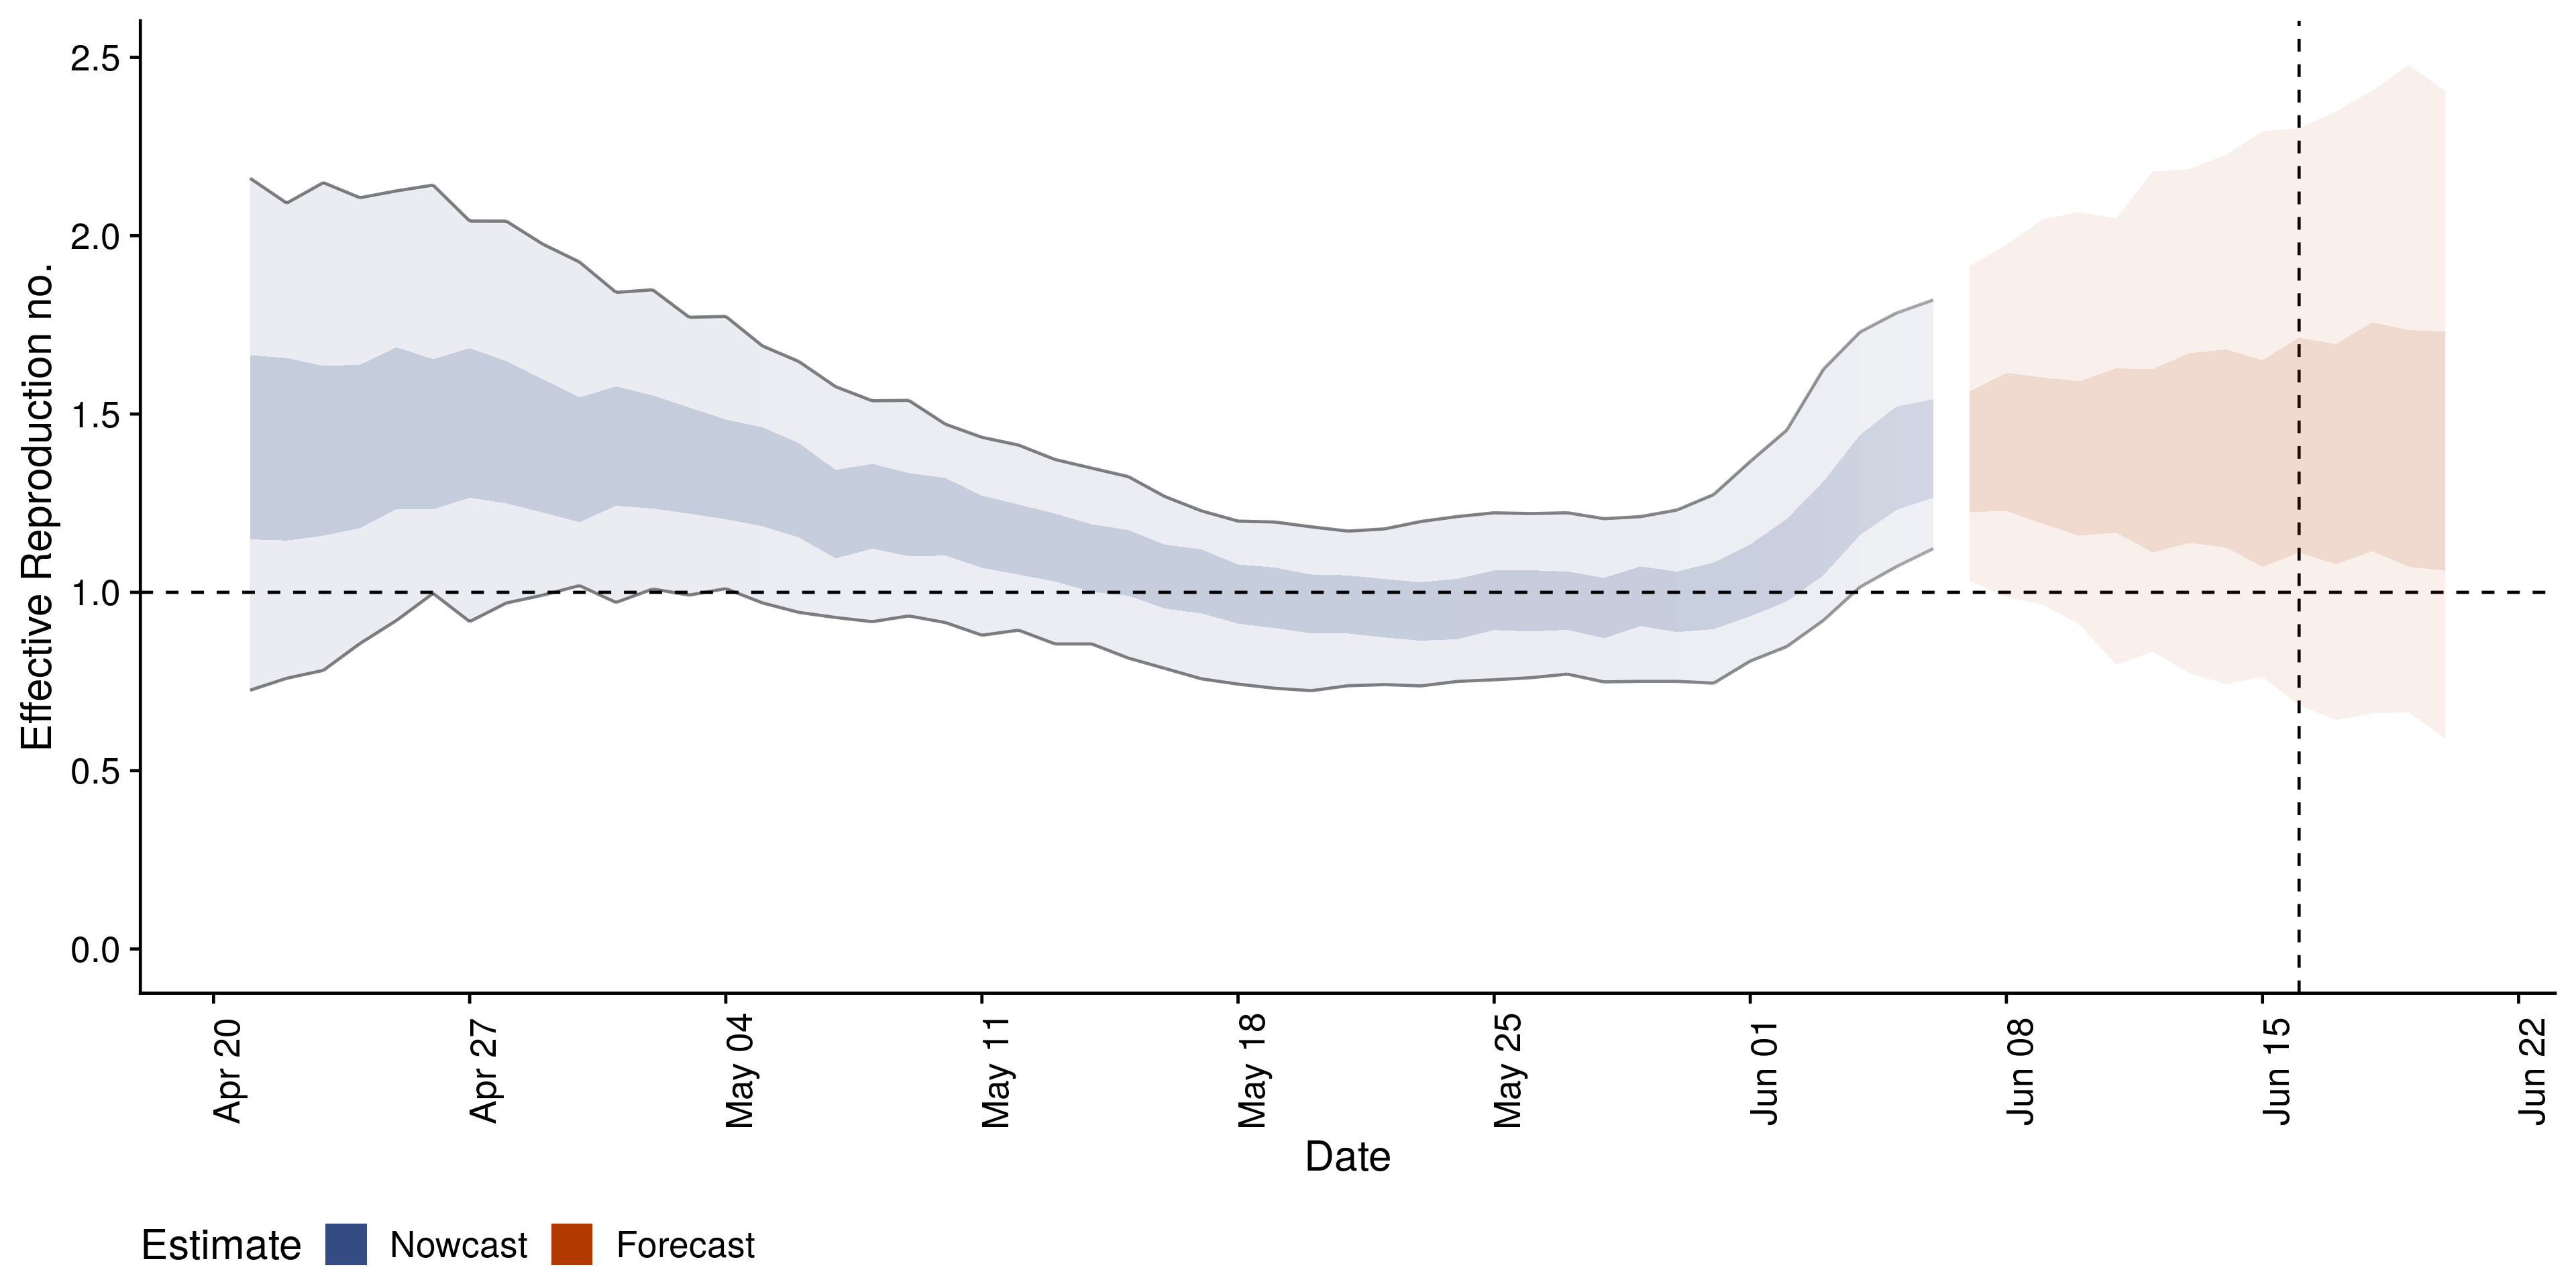 Effective Reproduction no.
2.5
2.0
1.5
1.0
0.5
0.0
Apr 20
Apr 27
May 04
May 11
May 18
May 25
Jun 01
Jun 08
Jun 15
Jun 22
Date
Estimate Nowcast Forecast